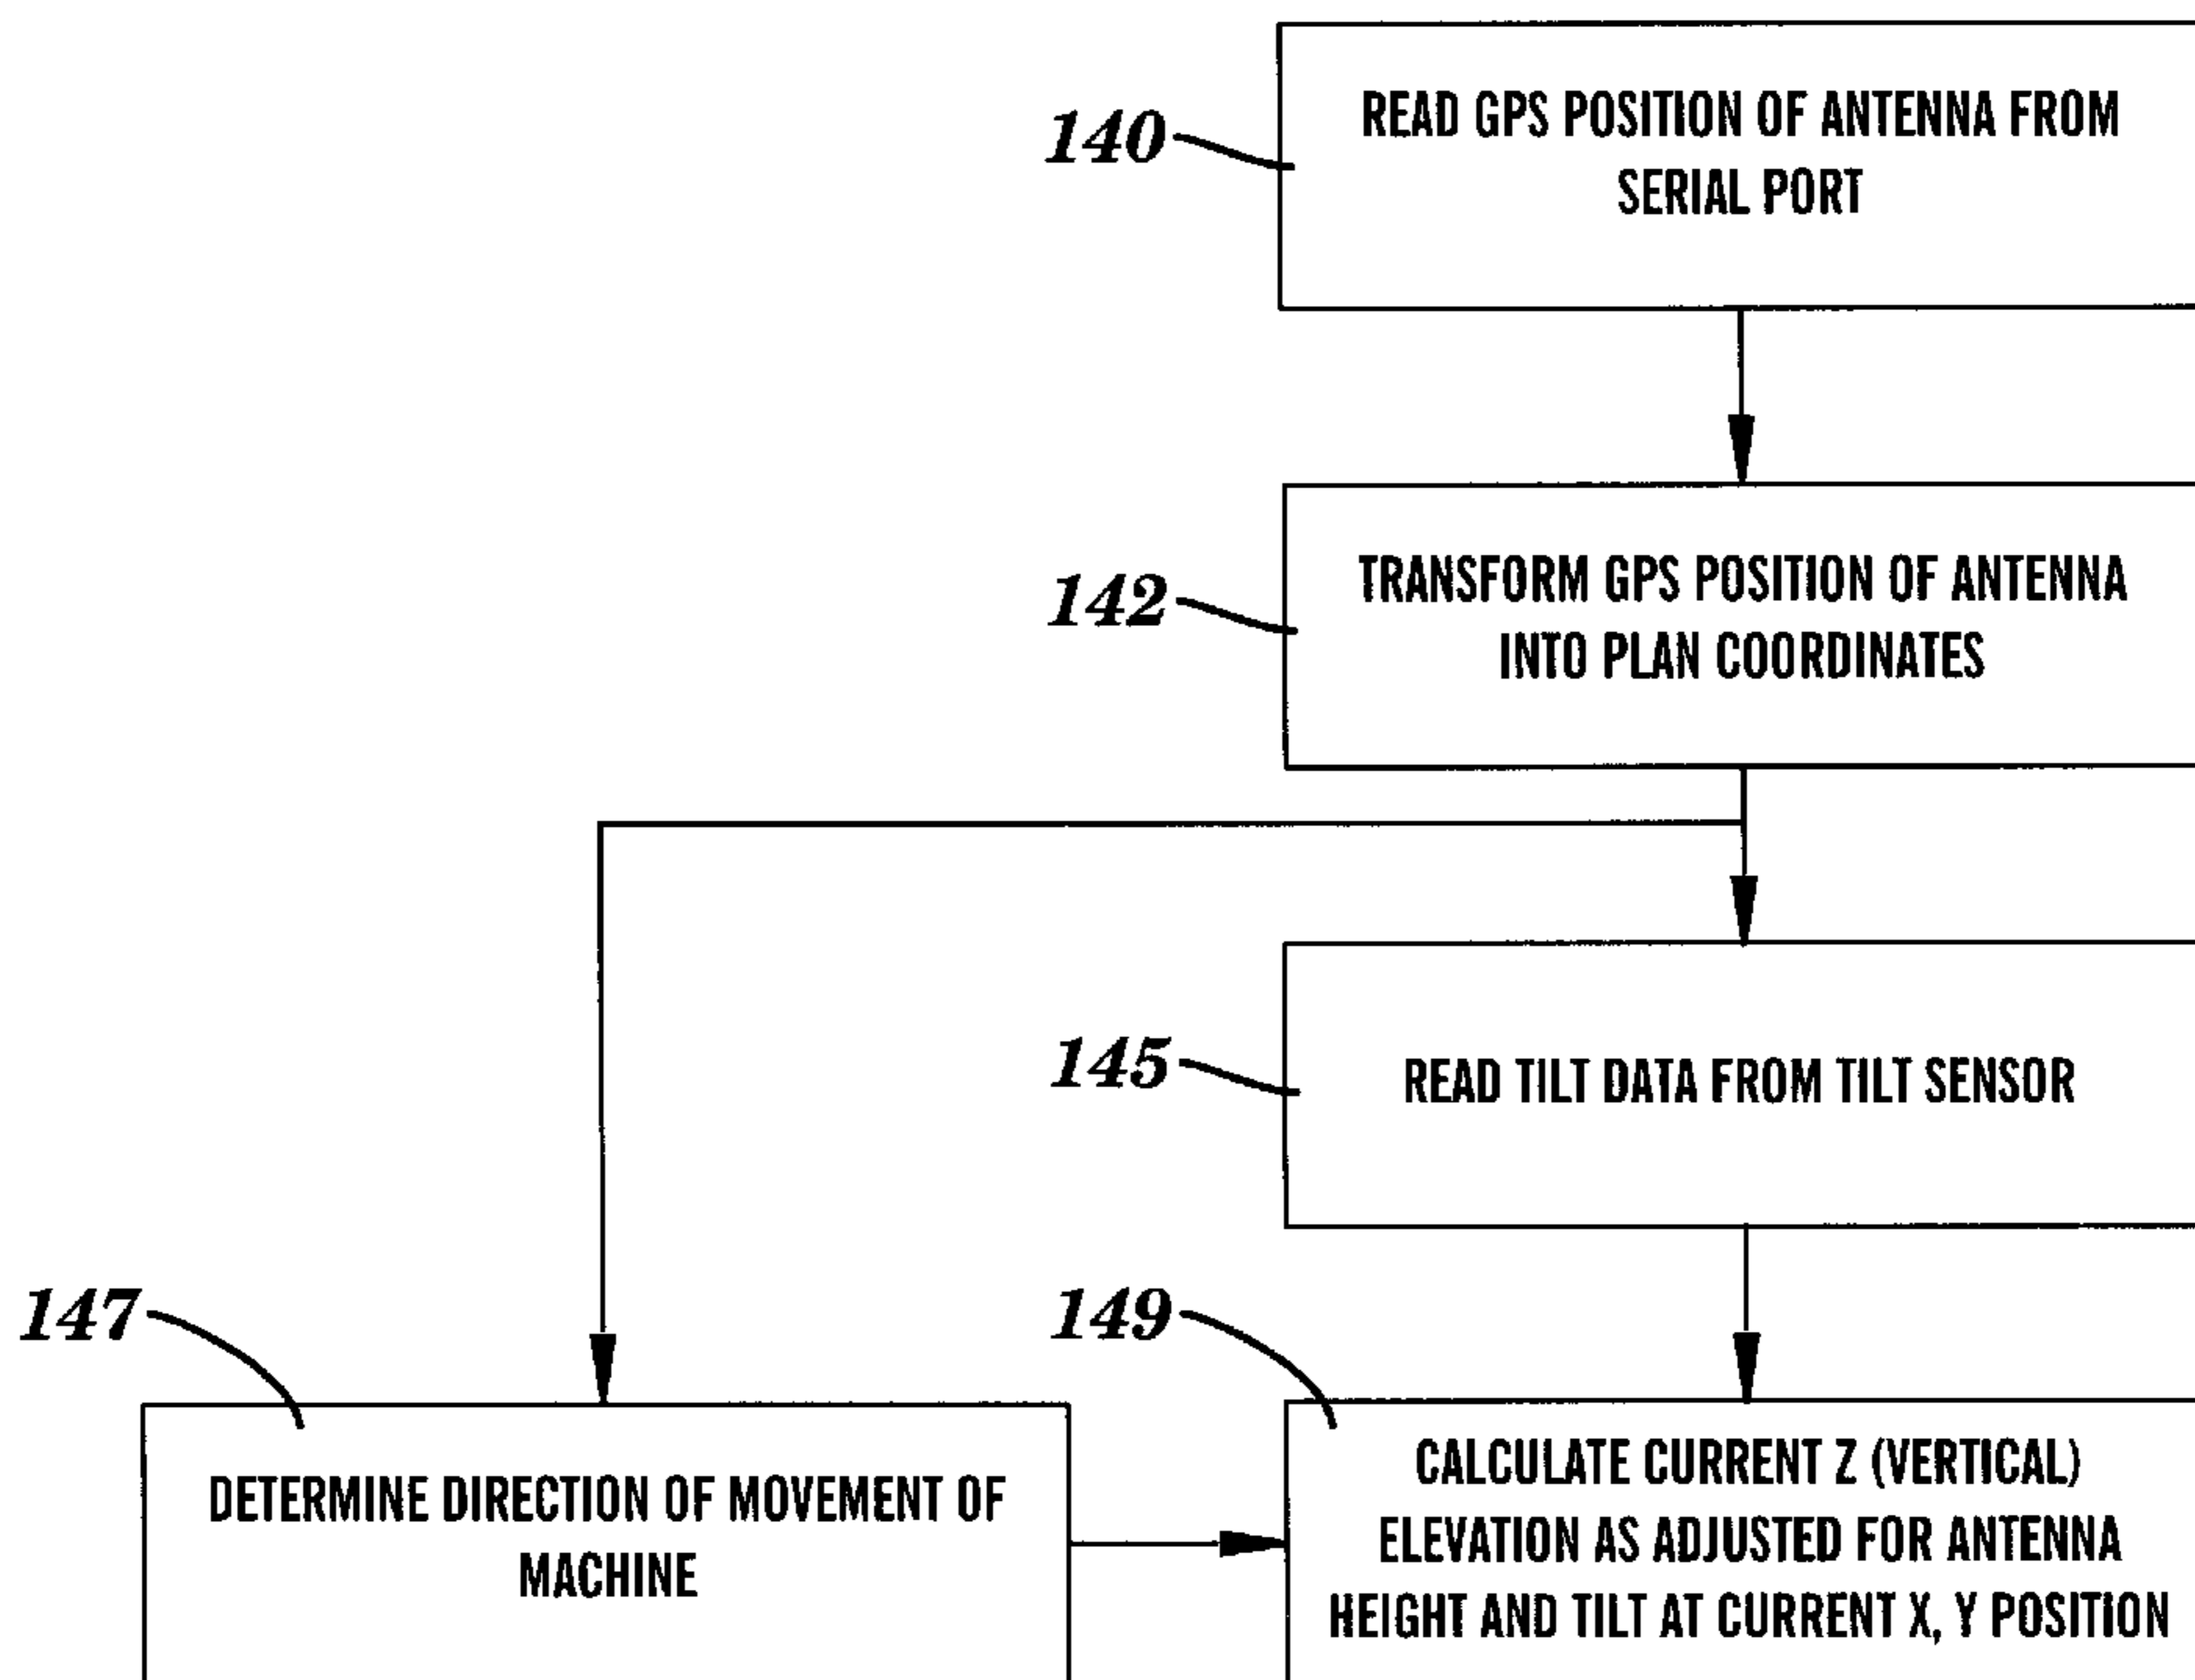 140
READ GPS POSITION OF ANTENNA FROM
SERIAL PORT
142
TRANSFORM GPS POSITION OF ANTENNA
INTO PLAN COORDINATES
145
READ TILT DATA FROM TILT SENSOR
147
DETERMINE DIRECTION OF MOVEMENT OF
MACHINE
149
CALCULATE CURRENT Z (VERTICAL)
ELEVATION AS ADJUSTED FOR ANTENNA
HEIGHT AND TILT AT CURRENT X, Y POSITION